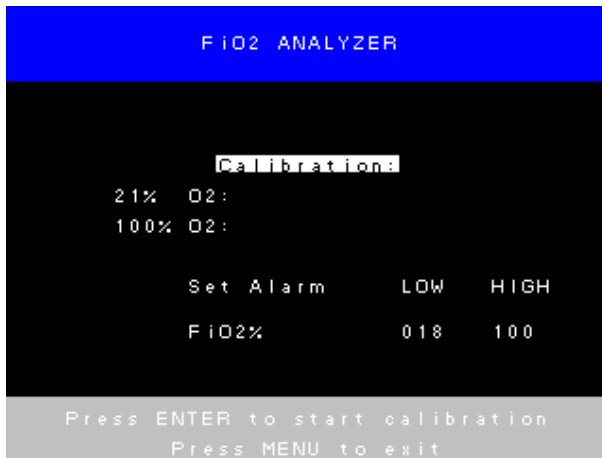 FiO2 ANALYZER
Calibration:
21% O2:
100% O2:
Set Alarm LOW HIGH
FiO2% 018 100
Press ENTER to start calibration
Press MENU to exit